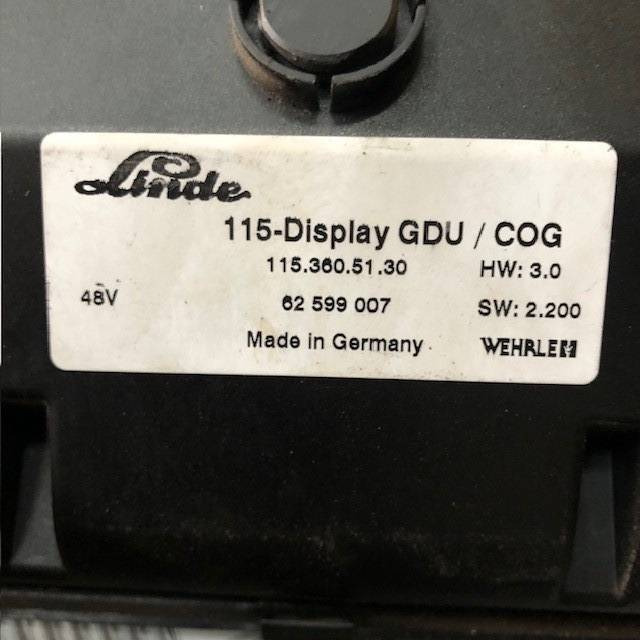 Linde
115-Display GDU / COG
115.360.51.30 HW: 3.0
48V 62 599 007 SW: 2.200
Made in Germany WEHRLE